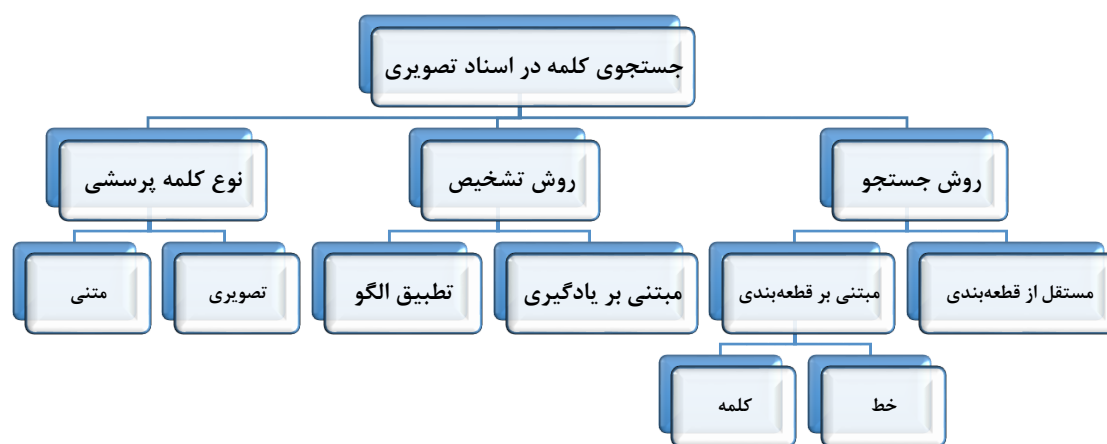 جستجوی کلمه در اسناد تصویری
روش جستجو
روش تشخیص
نوع کلمه پرسشی
مستقل از قطعه‌بندی
مبتنی بر قطعه‌بندی
مبتنی بر یادگیری
تطبیق الگو
تصویری
متنی
خط
کلمه